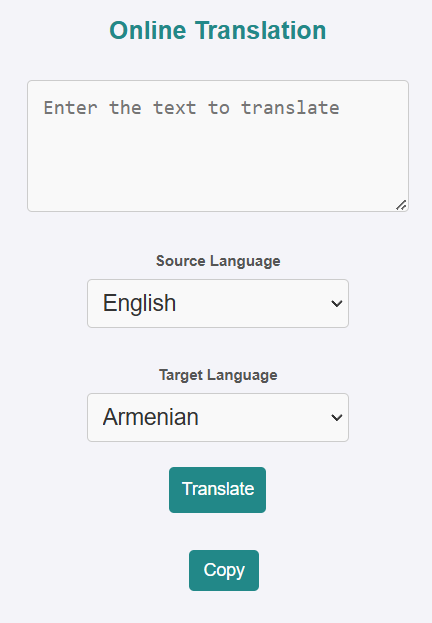 Online Translation
Enter the text to translate
Source Language
English
Target Language
Armenian
Translate
Copy